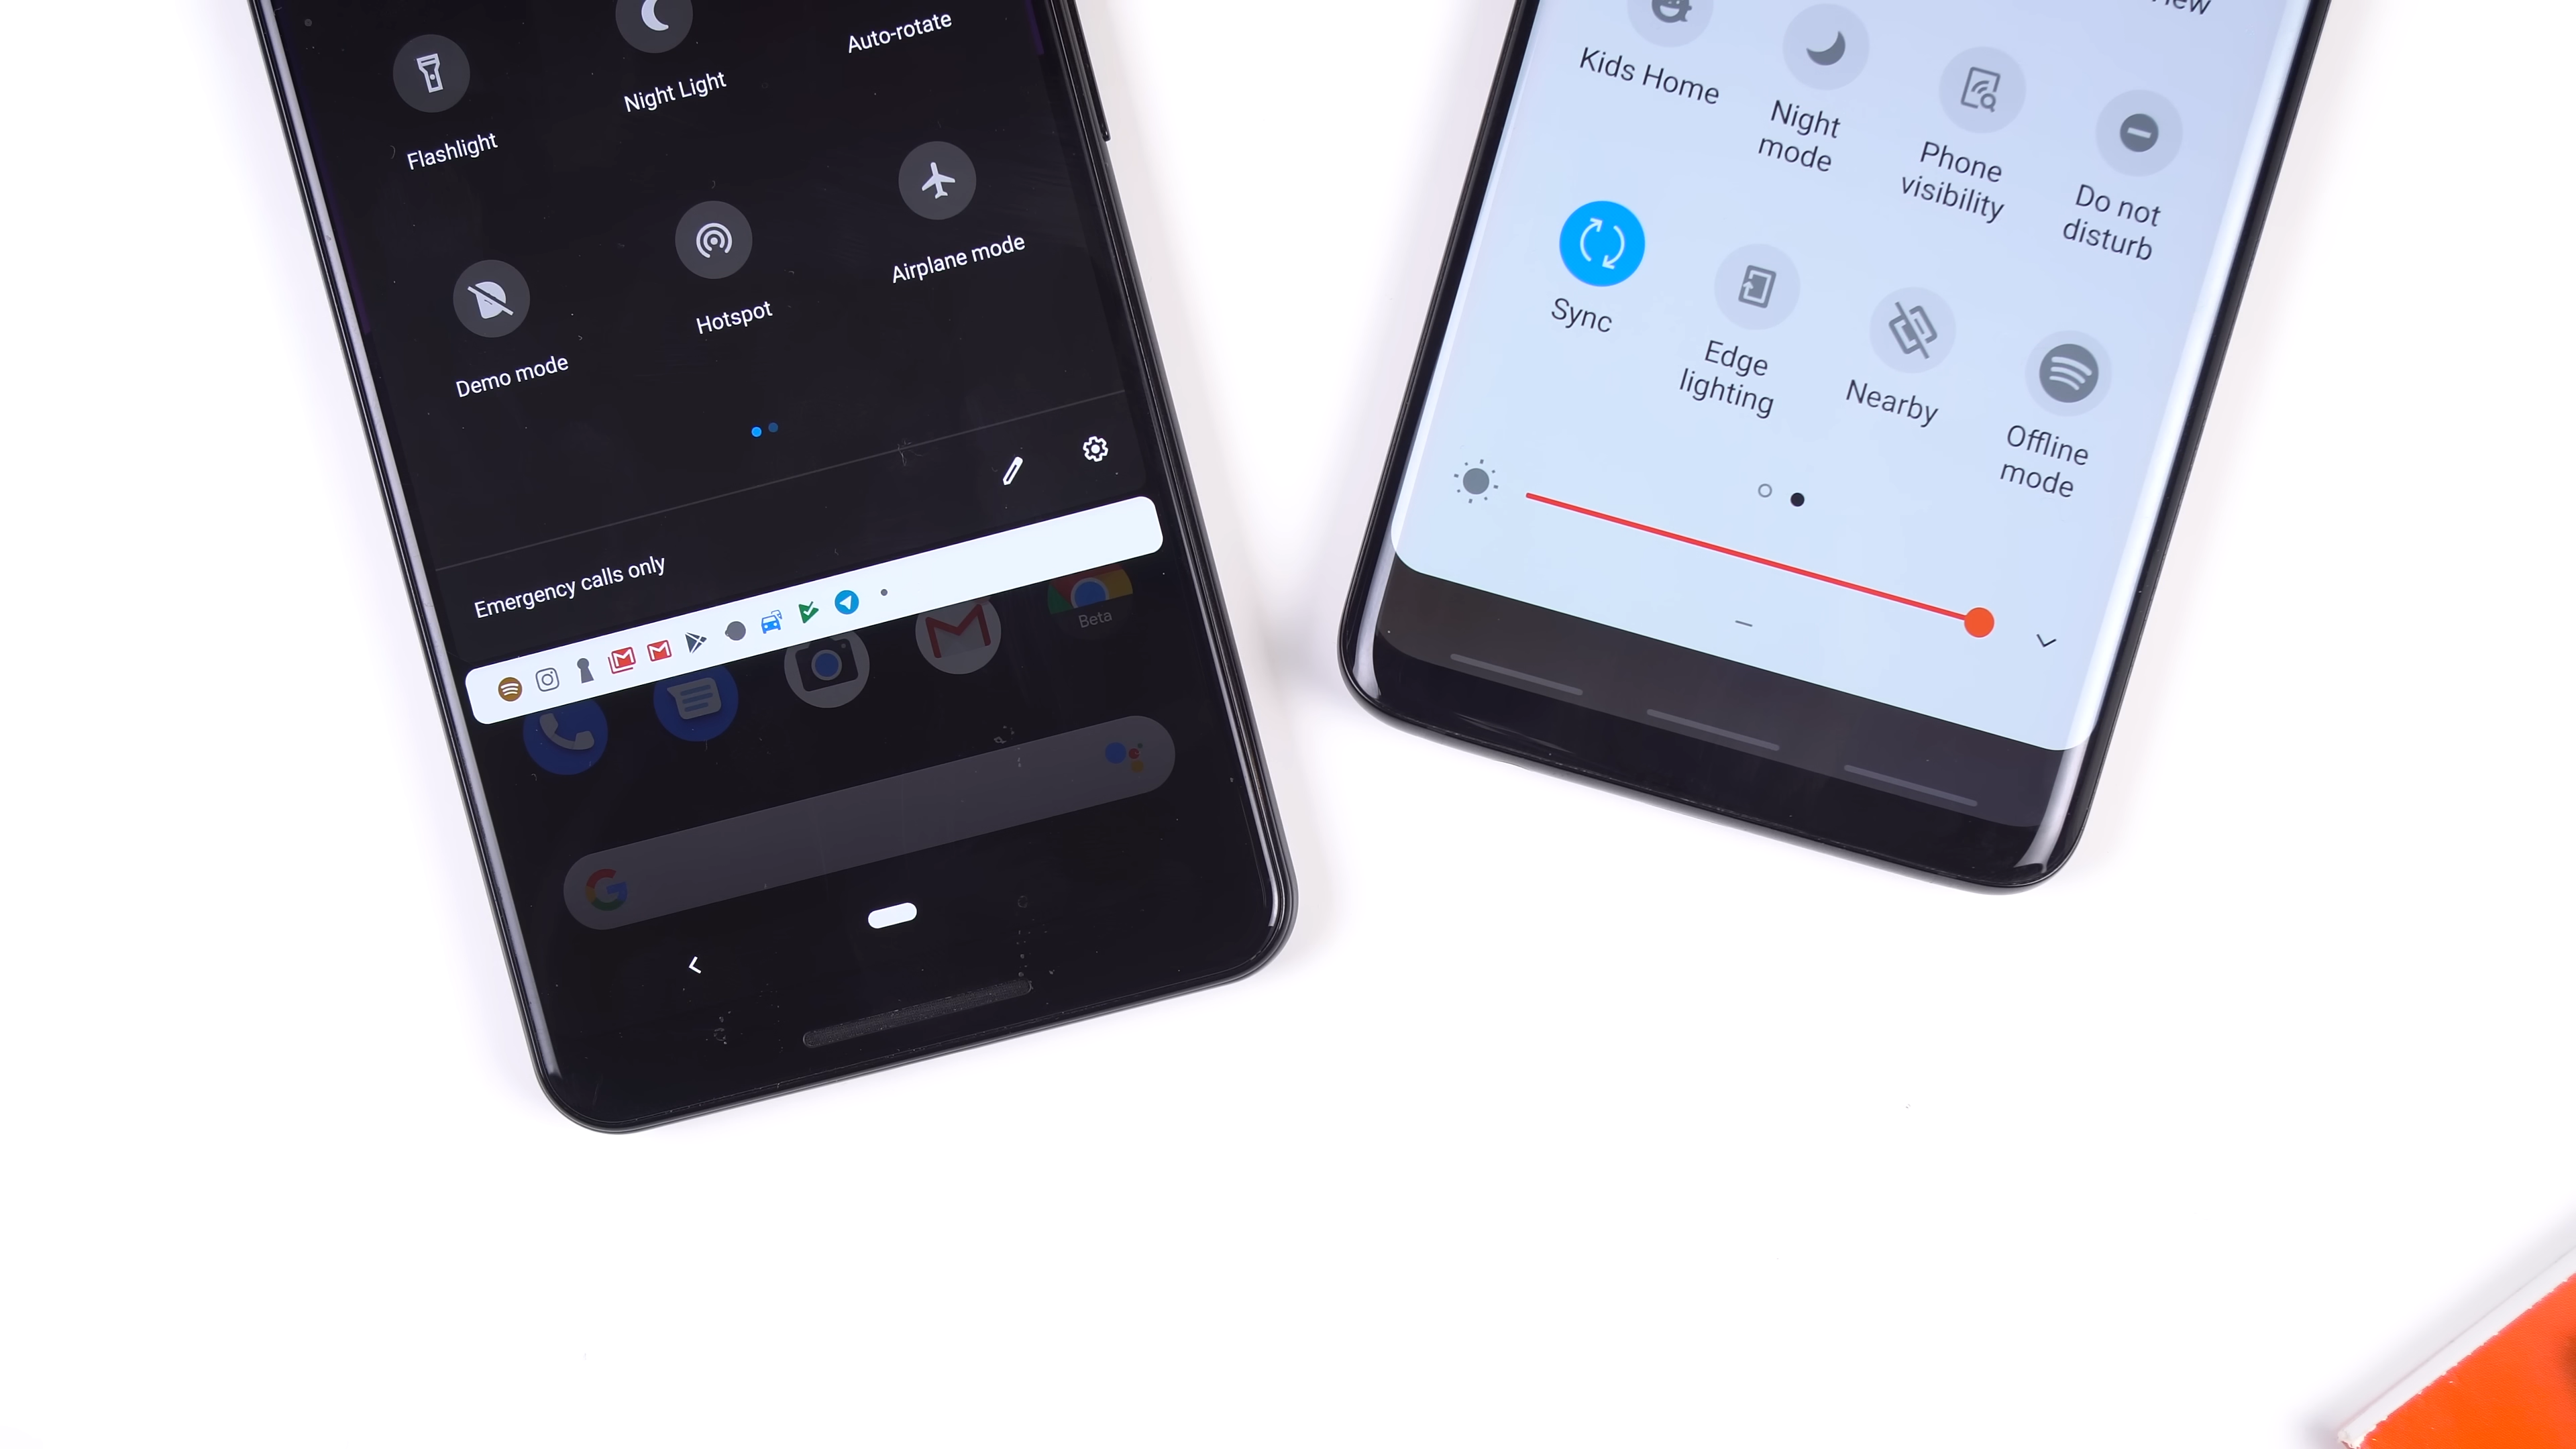 Flashlight
Night Light
Auto-rotate
Demo mode
Hotspot
Airplane mode
Emergency calls only
Beta
G
Kids Home
Night
mode
Phone
visibility
Do not
disturb
Sync
Edge
lighting
Nearby
Offline
mode